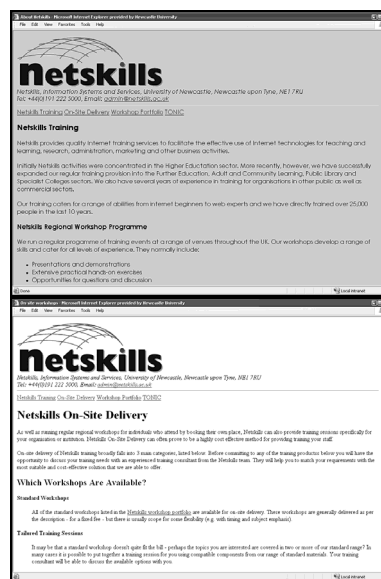 About Netskills - Microsoft Internet Explorer provided by Newcastle University
File Edit View Favorites Tools Help
Netskills
Netskills, Information Systems and Services, University of Newcastle, Newcastle upon Tyne, NE1 7RU
Tel: +44(0)191 222 5000, Email: admin@netskills.ac.uk
Netskills Training On-Site Delivery Workshop Portfolio TONIC
Netskills Training
Netskills provides quality Internet training services to facilitate the effective use of Internet technologies for teaching and
learning, research, administration, marketing and other business activities.
Initially Netskills activities were concentrated in the Higher Education sector. More recently, however, we have successfully
expanded our regular training provision into the Further Education, Adult and Community Learning, Public Library and
Specialist Colleges sectors. We also have several years of experience in training for organisations in other public as well as
commercial sectors.
Our training caters for a range of abilities from Internet beginners to web experts and we have directly trained over 25,000
people in the last 10 years.
Netskills Regional Workshop Programme
We run a regular programme of training events at a range of venues throughout the UK. Our workshops develop a range of
skills and cater for all levels of experience. They normally include:
• Presentations and demonstrations
• Extensive practical hands-on exercises
• Opportunities for questions and discussion
Done Local intranet
On-site workshops - Microsoft Internet Explorer provided by Newcastle University
File Edit View Favorites Tools Help
Netskills
Netskills, Information Systems and Services, University of Newcastle, Newcastle upon Tyne, NE1 7RU
Tel: +44(0)191 222 5000, Email: admin@netskills.ac.uk
Netskills Training On-Site Delivery Workshop Portfolio TONIC
Netskills On-Site Delivery
As well as running regular regional workshops for individuals who attend by booking their own place, Netskills can also provide training sessions specifically for
your organisation or institution. Netskills On-Site Delivery can often prove to be a highly cost effective method for providing training your staff.
On-site delivery of Netskills training broadly falls into 3 main categories, listed below. Before committing to any of the training products below you will have the
opportunity to discuss your training needs with an experienced training consultant from the Netskills team. They will help you to match your requirements with the
most suitable and cost-effective solution that we are able to offer.
Which Workshops Are Available?
Standard Workshops
All of the standard workshops listed in the Netskills workshop portfolio are available for on-site delivery. These workshops are generally delivered as per
the description - for a fixed fee - but there is usually scope for some flexibility (e.g. with timing and subject emphasis).
Tailored Training Sessions
It may be that a standard workshop doesn't quite fit the bill - perhaps the topics you are interested are covered in two or more of our standard range? In
many cases it is possible to put together a training session for you using compatible components from our range of standard materials. Your training
consultant will be able to discuss the available options with you.
Local intranet